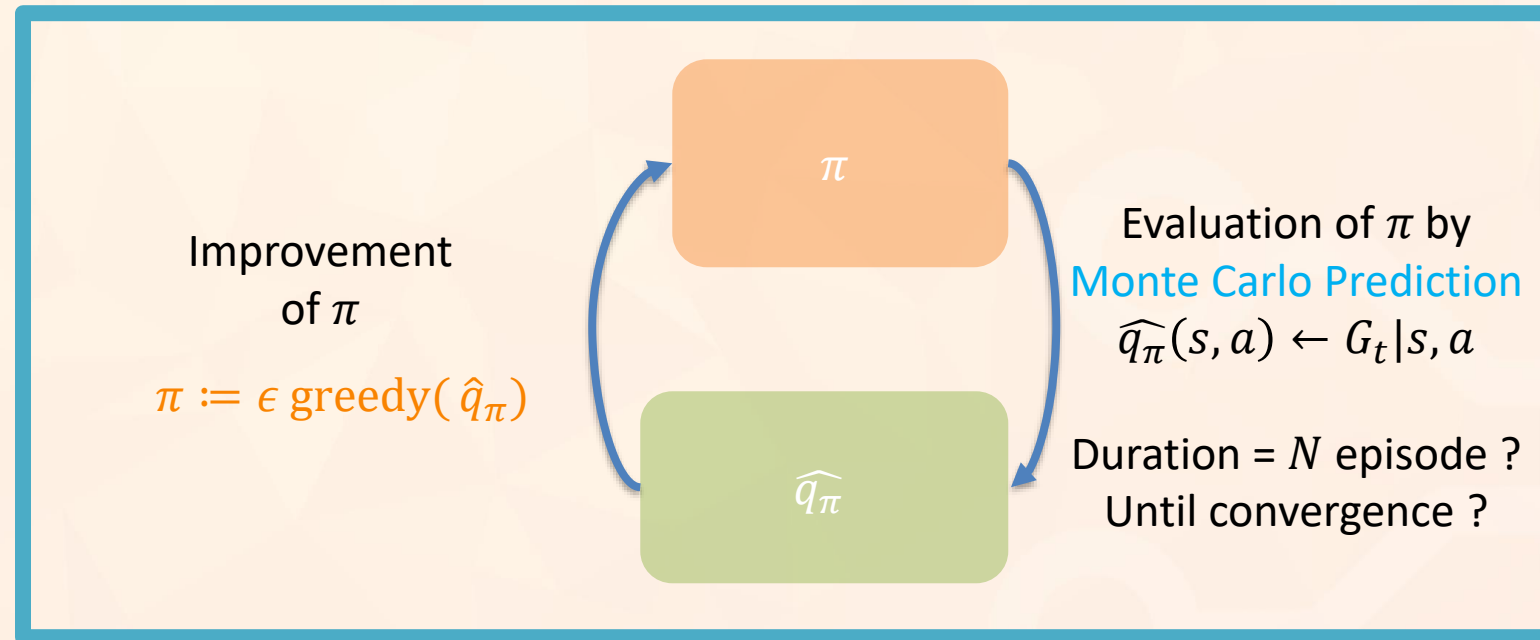 Improvement
of π
π ≔ ϵ greedy( q̂_π)
π
q̂_π
Evaluation of π by
Monte Carlo Prediction
q̂_π(s, a) ← G_t|s, a
Duration = N episode ?
Until convergence ?